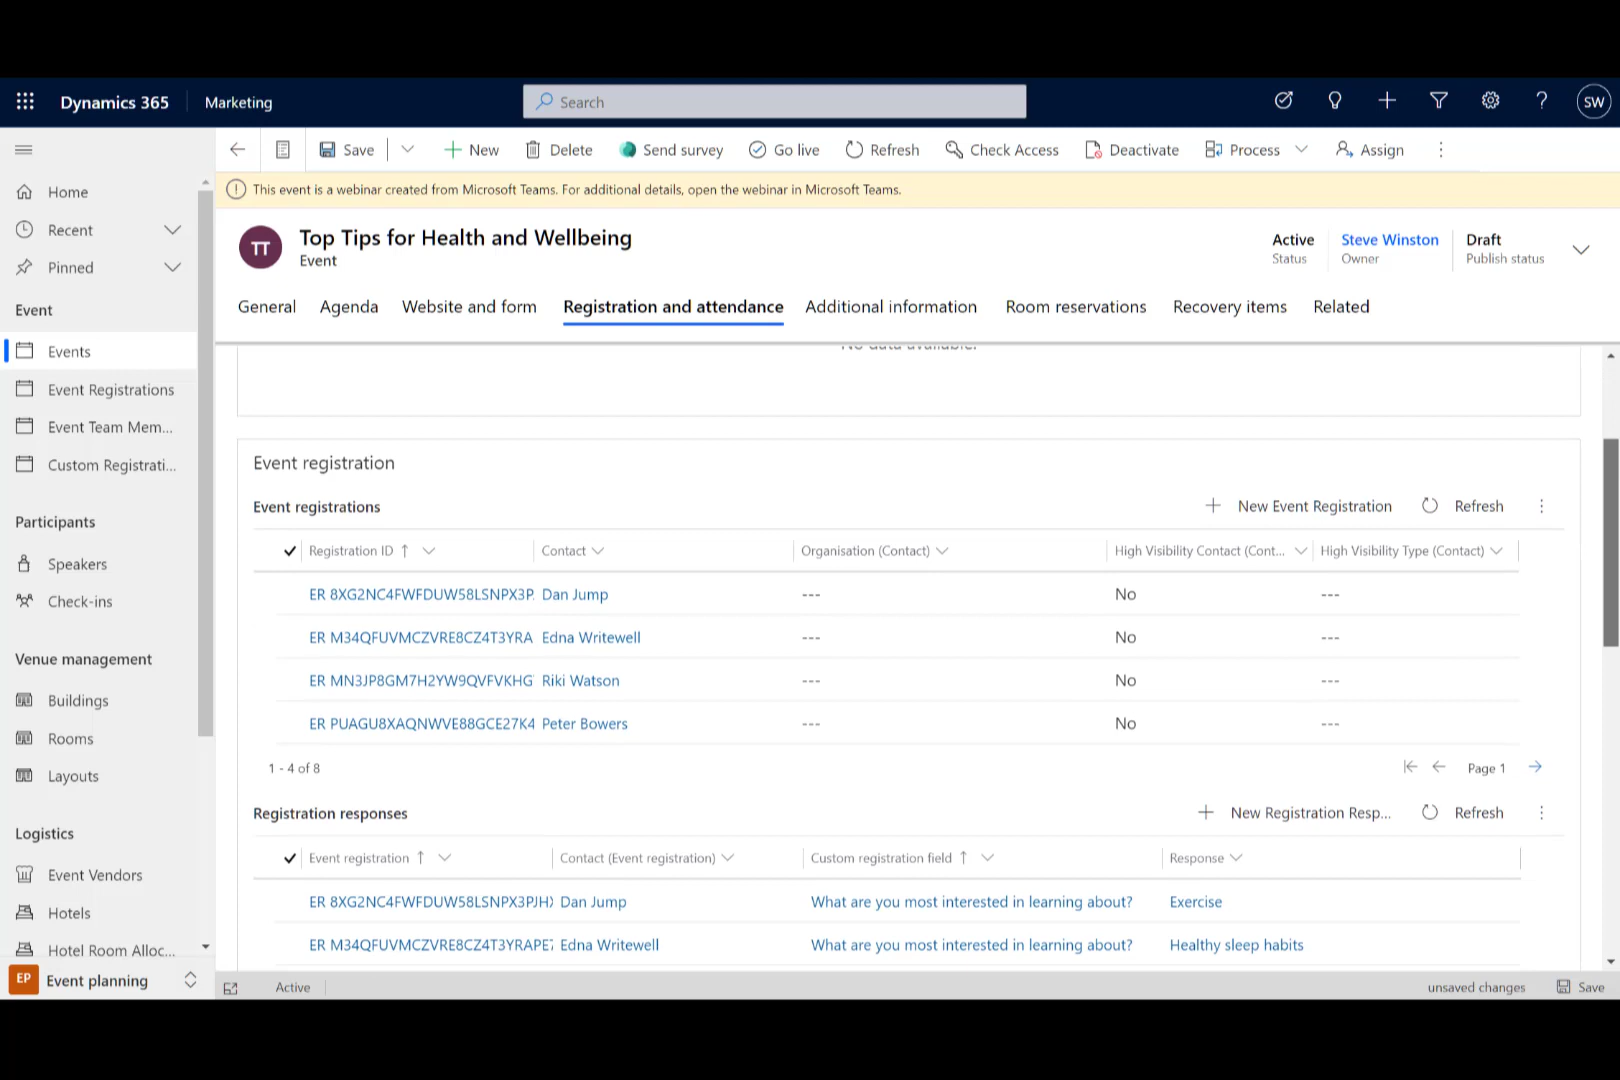 Dynamics 365 Marketing Search SW
Save New Delete Send survey Go live Refresh Check Access Deactivate Process Assign
This event is a webinar created from Microsoft Teams. For additional details, open the webinar in Microsoft Teams.
Home
Recent
Pinned
Event
Events
Event Registrations
Event Team Mem...
Custom Registrati...
Participants
Speakers
Check-ins
Venue management
Buildings
Rooms
Layouts
Logistics
Event Vendors
Hotels
Hotel Room Alloc...
EP Event planning
TT
Top Tips for Health and Wellbeing
Event
Active
Status
Steve Winston
Owner
Draft
Publish status
General Agenda Website and form Registration and attendance Additional information Room reservations Recovery items Related
No data available.
Event registration
Event registrations New Event Registration Refresh
Registration ID Contact Organisation (Contact) High Visibility Contact (Cont... High Visibility Type (Contact)
ER 8XG2NC4FWFDUW58LSNPX3P. Dan Jump --- No ---
ER M34QFUVMCZVRE8CZ4T3YRA Edna Writewell --- No ---
ER MN3JP8GM7H2YW9QVFVKHG Riki Watson --- No ---
ER PUAGU8XAQNWVE88GCE27K4 Peter Bowers --- No ---
1 - 4 of 8 Page 1
Registration responses New Registration Resp... Refresh
Event registration Contact (Event registration) Custom registration field Response
ER 8XG2NC4FWFDUW58LSNPX3PJH Dan Jump What are you most interested in learning about? Exercise
ER M34QFUVMCZVRE8CZ4T3YRAPE7 Edna Writewell What are you most interested in learning about? Healthy sleep habits
Active unsaved changes Save